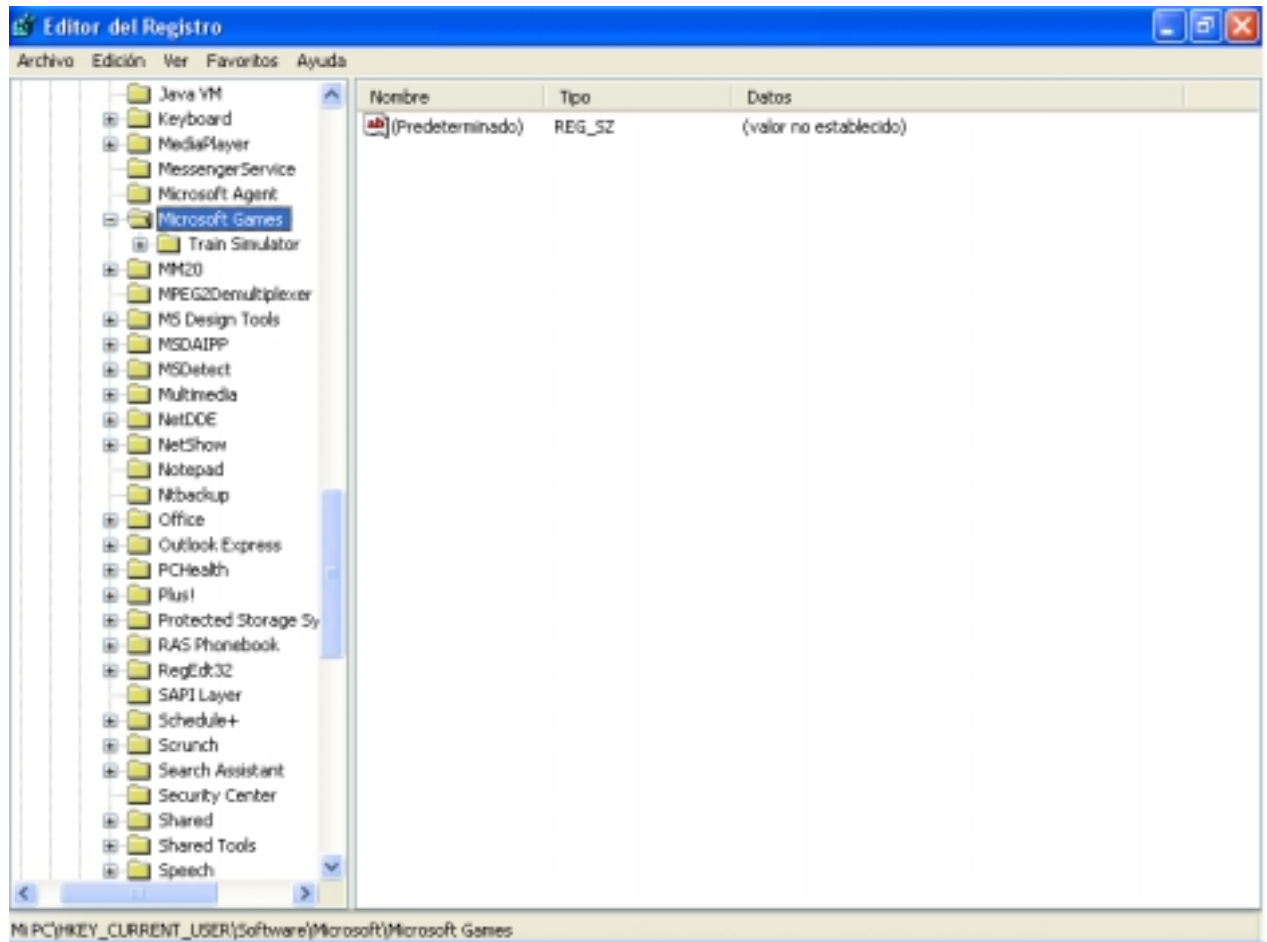 Editor del Registro
Archivo Edición Ver Favoritos Ayuda
Java VM
Keyboard
MediaPlayer
MessengerService
Microsoft Agent
Microsoft Games
Train Simulator
MM20
MPEG2Demultiplexer
MS Design Tools
MSDAIPP
MSDetect
Multimedia
NetDDE
NetShow
Notepad
Ntbackup
Office
Outlook Express
PCHealth
Plus!
Protected Storage Sy
RAS Phonebook
RegEdt32
SAPI Layer
Schedule+
Scrunch
Search Assistant
Security Center
Shared
Shared Tools
Speech
Nombre Tipo Datos
ab (Predeterminado) REG_SZ (valor no establecido)
Mi PC\HKEY_CURRENT_USER\Software\Microsoft\Microsoft Games